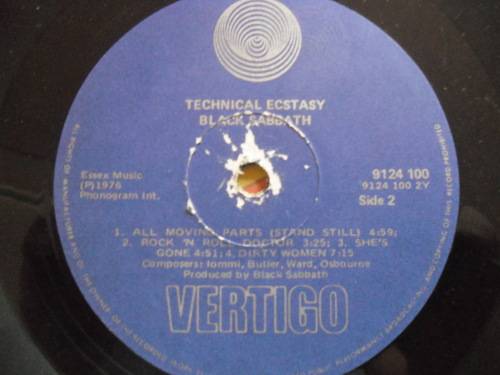 TECHNICAL ECSTASY
BLACK SABBATH
Essex Music
(P)1976
Phonogram Int.
9124 100
9124 100 2Y
Side 2
1. ALL MOVING PARTS (STAND STILL) 4:59;
2. ROCK 'N ROLL DOCTOR 3:25; 3. SHE'S
GONE 4:51; 4. DIRTY WOMEN 7:15
Composers: Iommi, Butler, Ward, Osbourne
Produced by Black Sabbath
VERTIGO